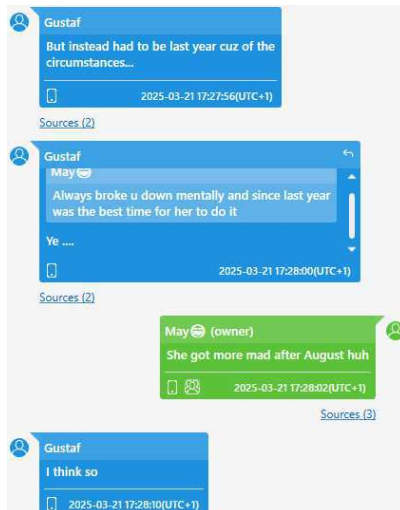 Gustaf
But instead had to be last year cuz of the
circumstances...
2025-03-21 17:27:56(UTC+1)
Sources (2)
Gustaf
May😁
Always broke u down mentally and since last year
was the best time for her to do it
Ye ....
2025-03-21 17:28:00(UTC+1)
Sources (2)
May😁 (owner)
She got more mad after August huh
2025-03-21 17:28:02(UTC+1)
Sources (3)
Gustaf
I think so
2025-03-21 17:28:10(UTC+1)